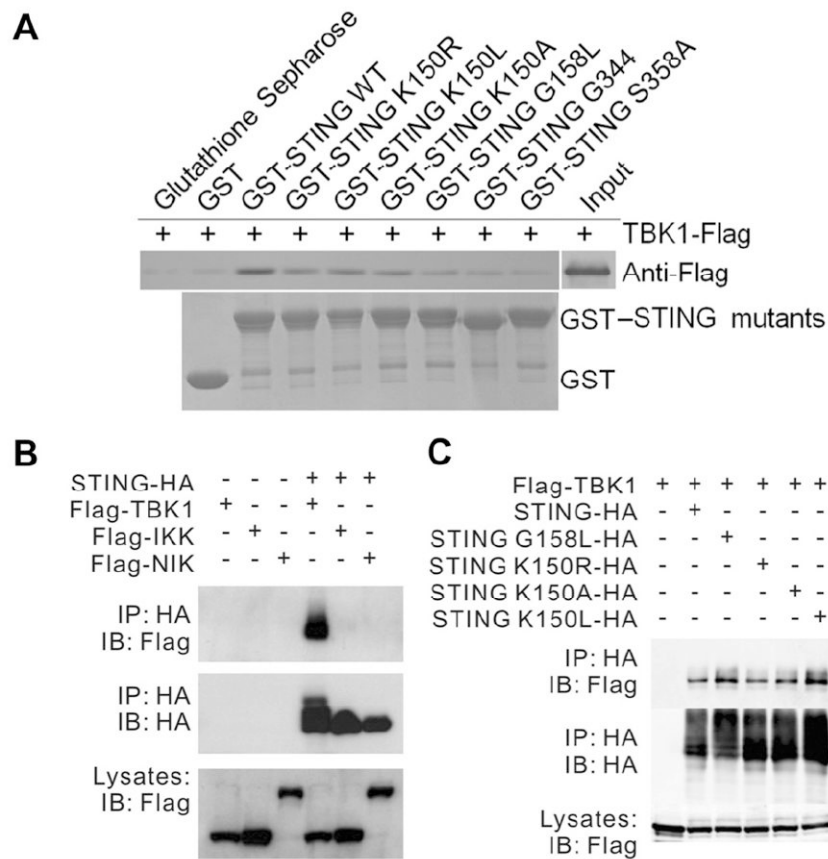 A
Glutathione Sepharose
GST
GST-STING WT
GST-STING K150R
GST-STING K150L
GST-STING K150A
GST-STING G158L
GST-STING G344
GST-STING S358A
Input
+ + + + + + + + + + TBK1-Flag
Anti-Flag
GST-STING mutants
GST
B
STING-HA - - - + + +
Flag-TBK1 + - - + - -
Flag-IKK - + - - + -
Flag-NIK - - + - - +
IP: HA
IB: Flag
IP: HA
IB: HA
Lysates:
IB: Flag
C
Flag-TBK1 + + + + + +
STING-HA - + - - - -
STING G158L-HA - - + - - -
STING K150R-HA - - - + - -
STING K150A-HA - - - - + -
STING K150L-HA - - - - - +
IP: HA
IB: Flag
IP: HA
IB: HA
Lysates:
IB: Flag